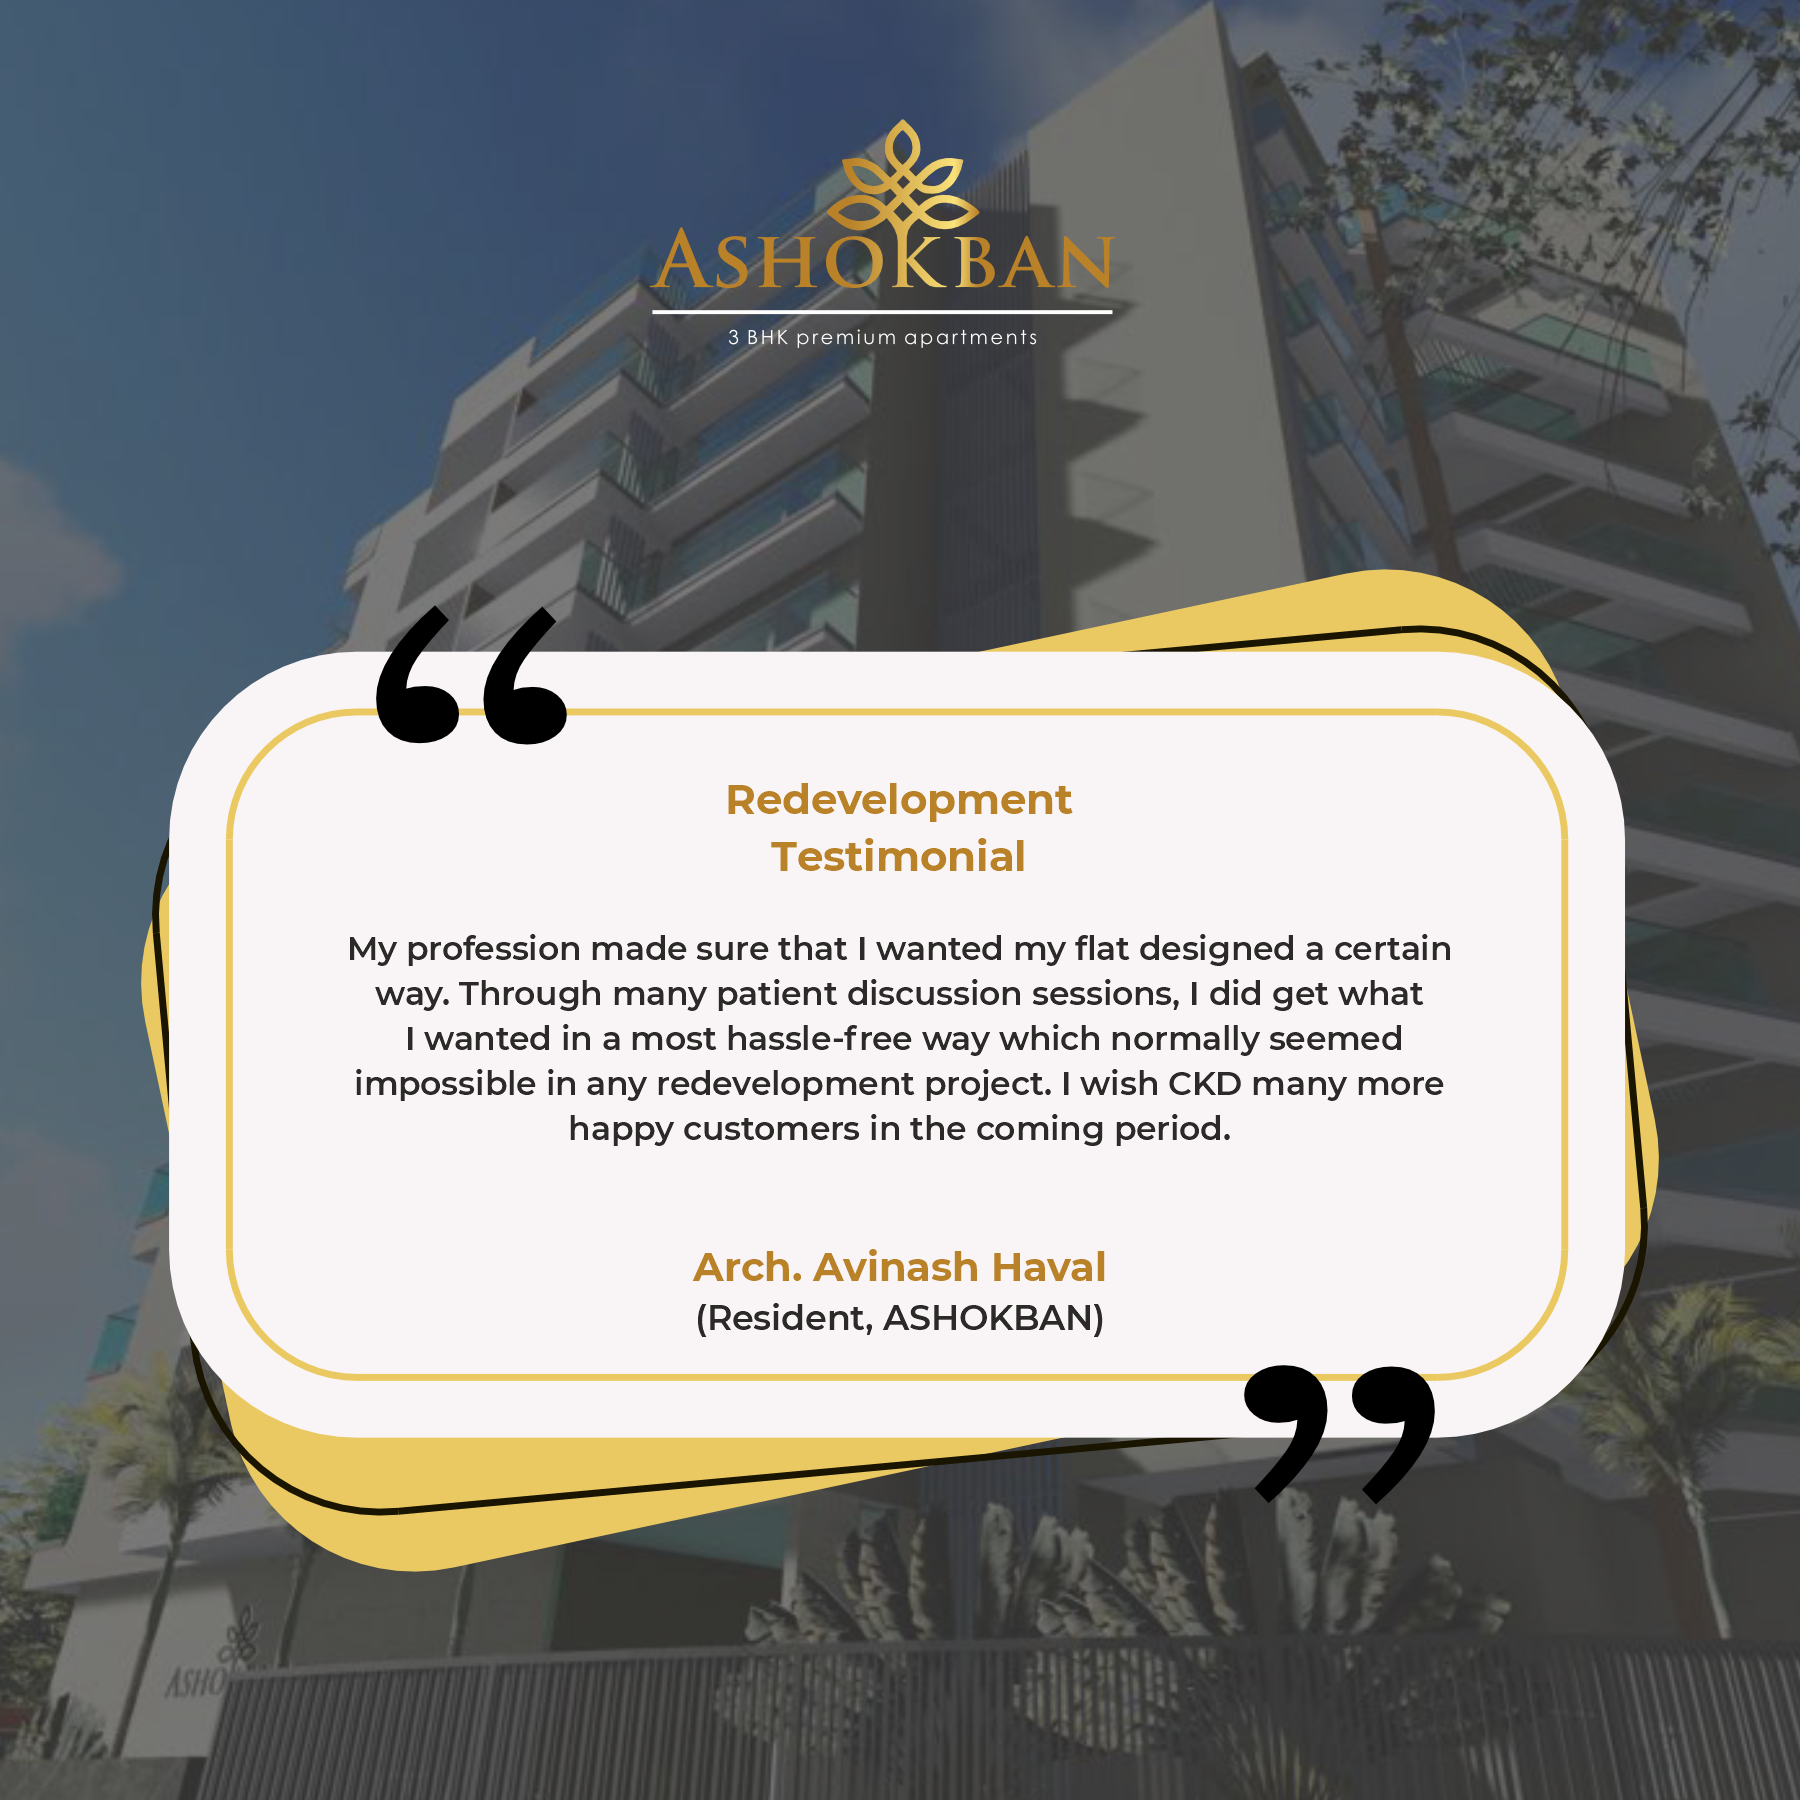 ASHOKBAN
3 BHK premium apartments
“
Redevelopment
Testimonial
My profession made sure that I wanted my flat designed a certain
way. Through many patient discussion sessions, I did get what
I wanted in a most hassle-free way which normally seemed
impossible in any redevelopment project. I wish CKD many more
happy customers in the coming period.
Arch. Avinash Haval
(Resident, ASHOKBAN)
”